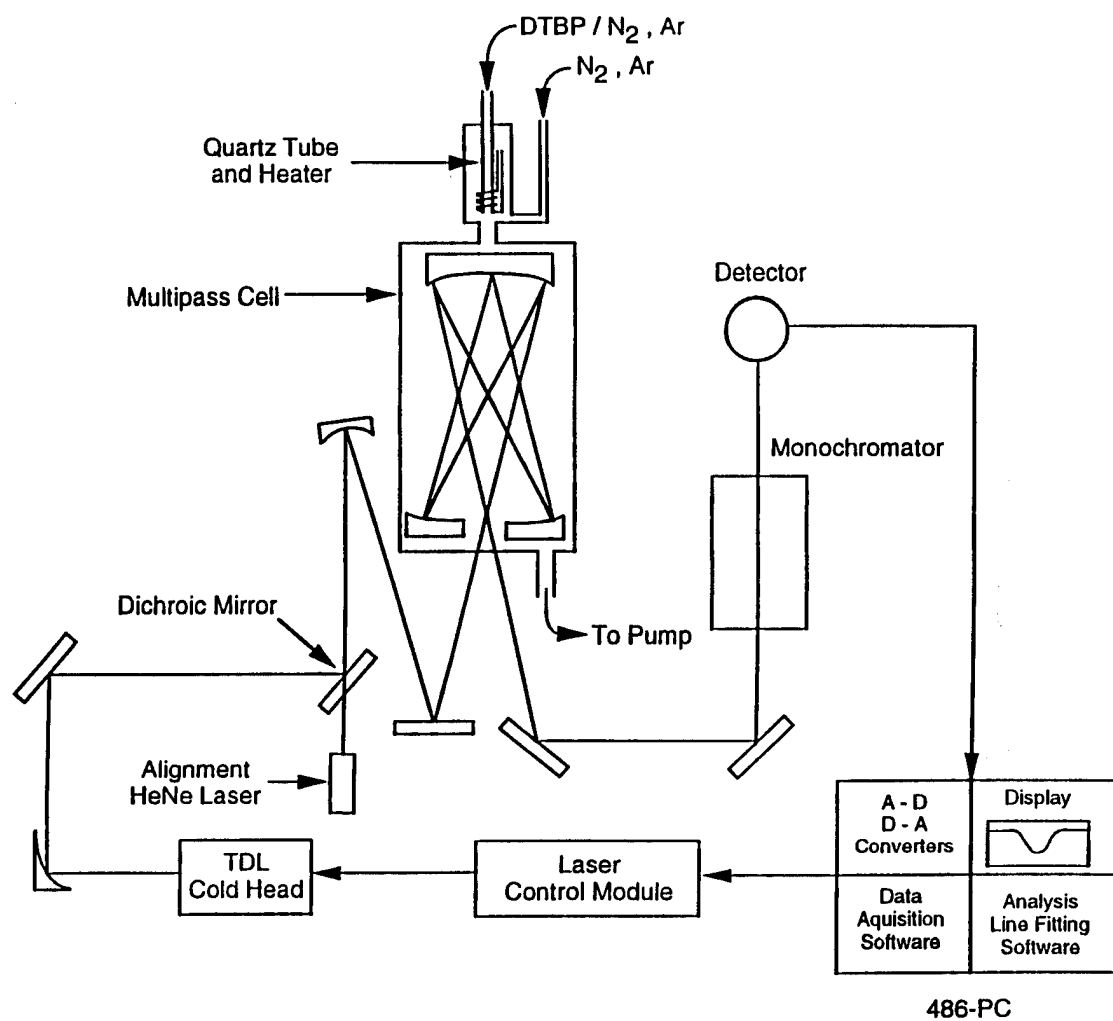 DTBP / N2 , Ar
N2 , Ar
Quartz Tube
and Heater
Multipass Cell
Detector
Monochromator
Dichroic Mirror
To Pump
Alignment
HeNe Laser
TDL
Cold Head
Laser
Control Module
A - D
D - A
Converters
Display
Data
Aquisition
Software
Analysis
Line Fitting
Software
486-PC